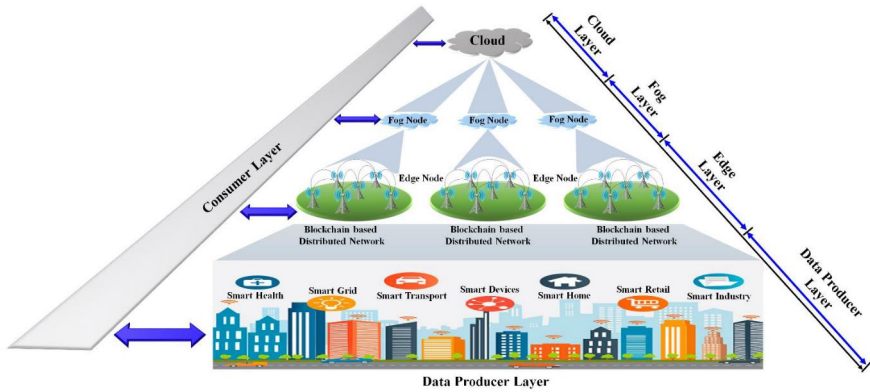 Cloud
Cloud
Layer
Fog
Layer
Fog Node
Fog Node
Fog Node
Consumer Layer
Edge Node
Edge Node
Edge
Layer
Blockchain based
Distributed Network
Blockchain based
Distributed Network
Blockchain based
Distributed Network
Data Producer
Layer
Smart Health
Smart Grid
Smart Transport
Smart Devices
Smart Home
Smart Retail
Smart Industry
Data Producer Layer